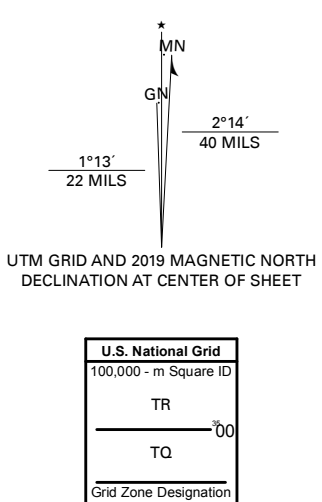 ★
MN
GN
2°14´
40 MILS
1°13´
22 MILS
UTM GRID AND 2019 MAGNETIC NORTH
DECLINATION AT CENTER OF SHEET
U.S. National Grid
100,000 - m Square ID
TR
³⁵00
TQ
Grid Zone Designation